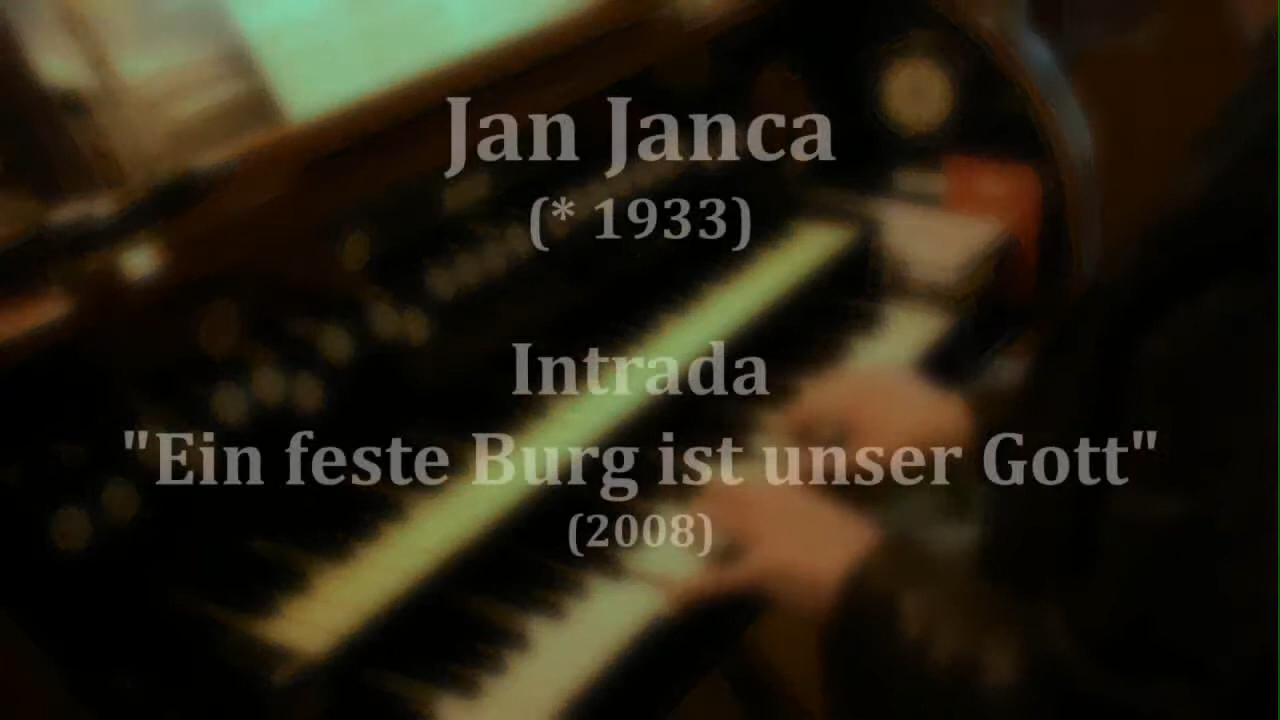 Jan Janca
(* 1933)
Intrada
"Ein feste Burg ist unser Gott"
(2008)